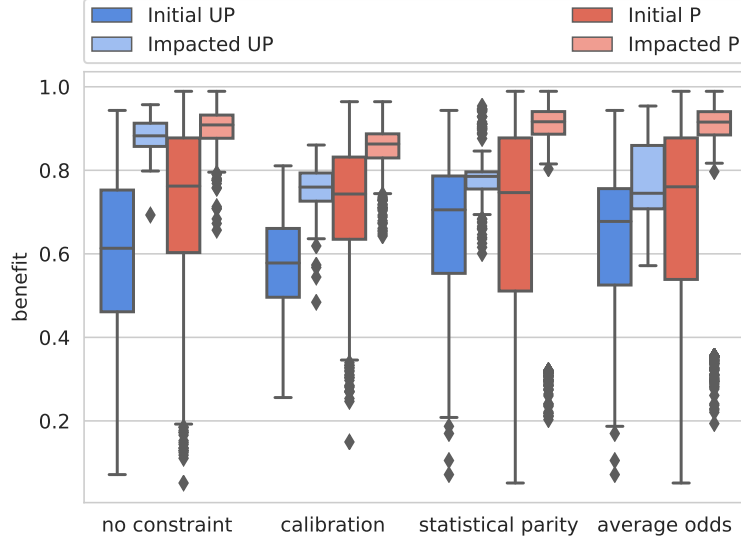 Initial UP
Initial P
Impacted UP
Impacted P
1.0
0.8
0.6
0.4
0.2
benefit
no constraint
calibration
statistical parity
average odds